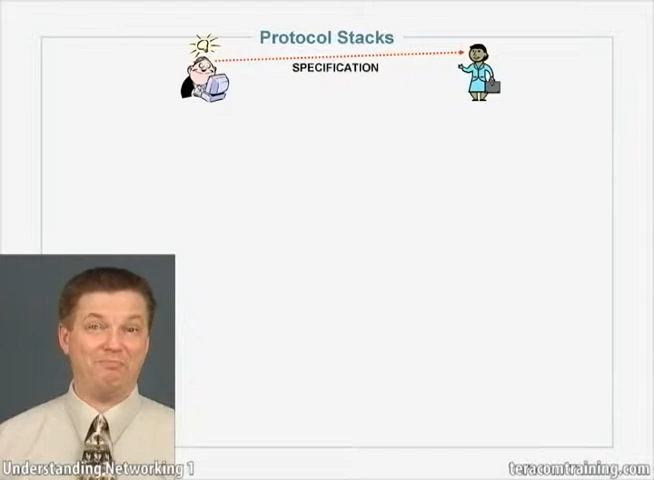 Protocol Stacks
SPECIFICATION
Understanding Networking 1
teracomtraining.com